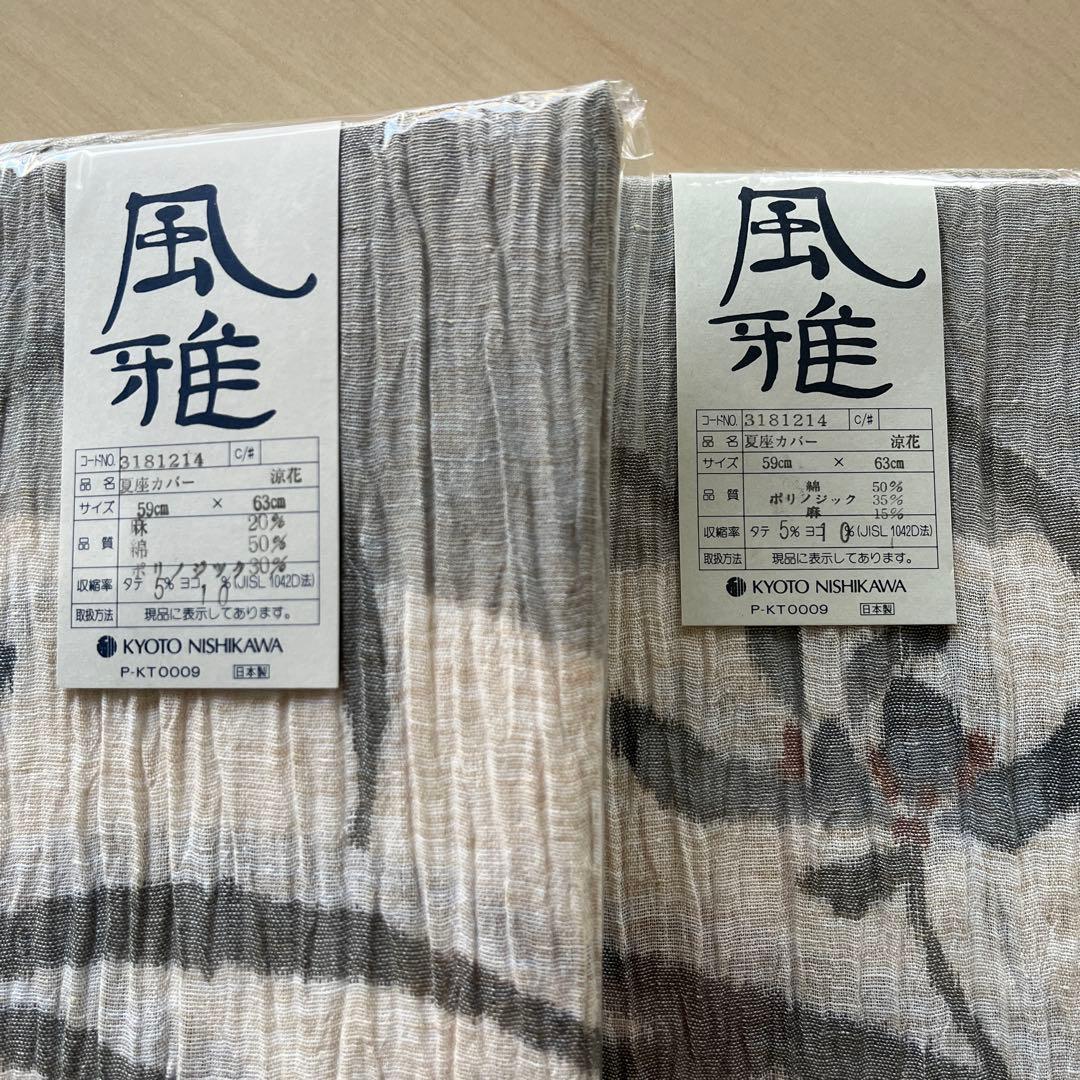 風
雅
コードNO. 3181214 C/#
品名 夏座カバー 涼花
サイズ 59cm × 63cm
品質 麻 20%
綿 50%
ポリノジック 30%
収縮率 タテ 5% ヨコ 10%(JISL 1042D法)
取扱方法 現品に表示してあります。
KYOTO NISHIKAWA
P-KT0009 日本製
風
雅
コードNO. 3181214 C/#
品名 夏座カバー 涼花
サイズ 59cm × 63cm
品質 綿 50%
ポリノジック 35%
麻 15%
収縮率 タテ 5% ヨコ 10%(JISL 1042D法)
取扱方法 現品に表示してあります。
KYOTO NISHIKAWA
P-KT0009 日本製